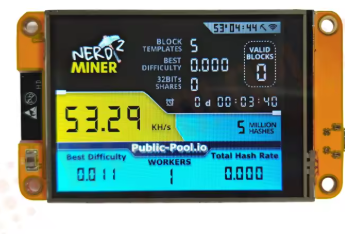 53°04:44
BLOCK TEMPLATES 5
VALID BLOCKS 0
NERD MINER 2
BEST DIFFICULTY 0.000
32BITS SHARES 0
0 d 00:03:40
53.29 KH/s
5 MILLION HASHES
Public-Pool.io
Best Difficulty 0.011
WORKERS 1
Total Hash Rate 0.000